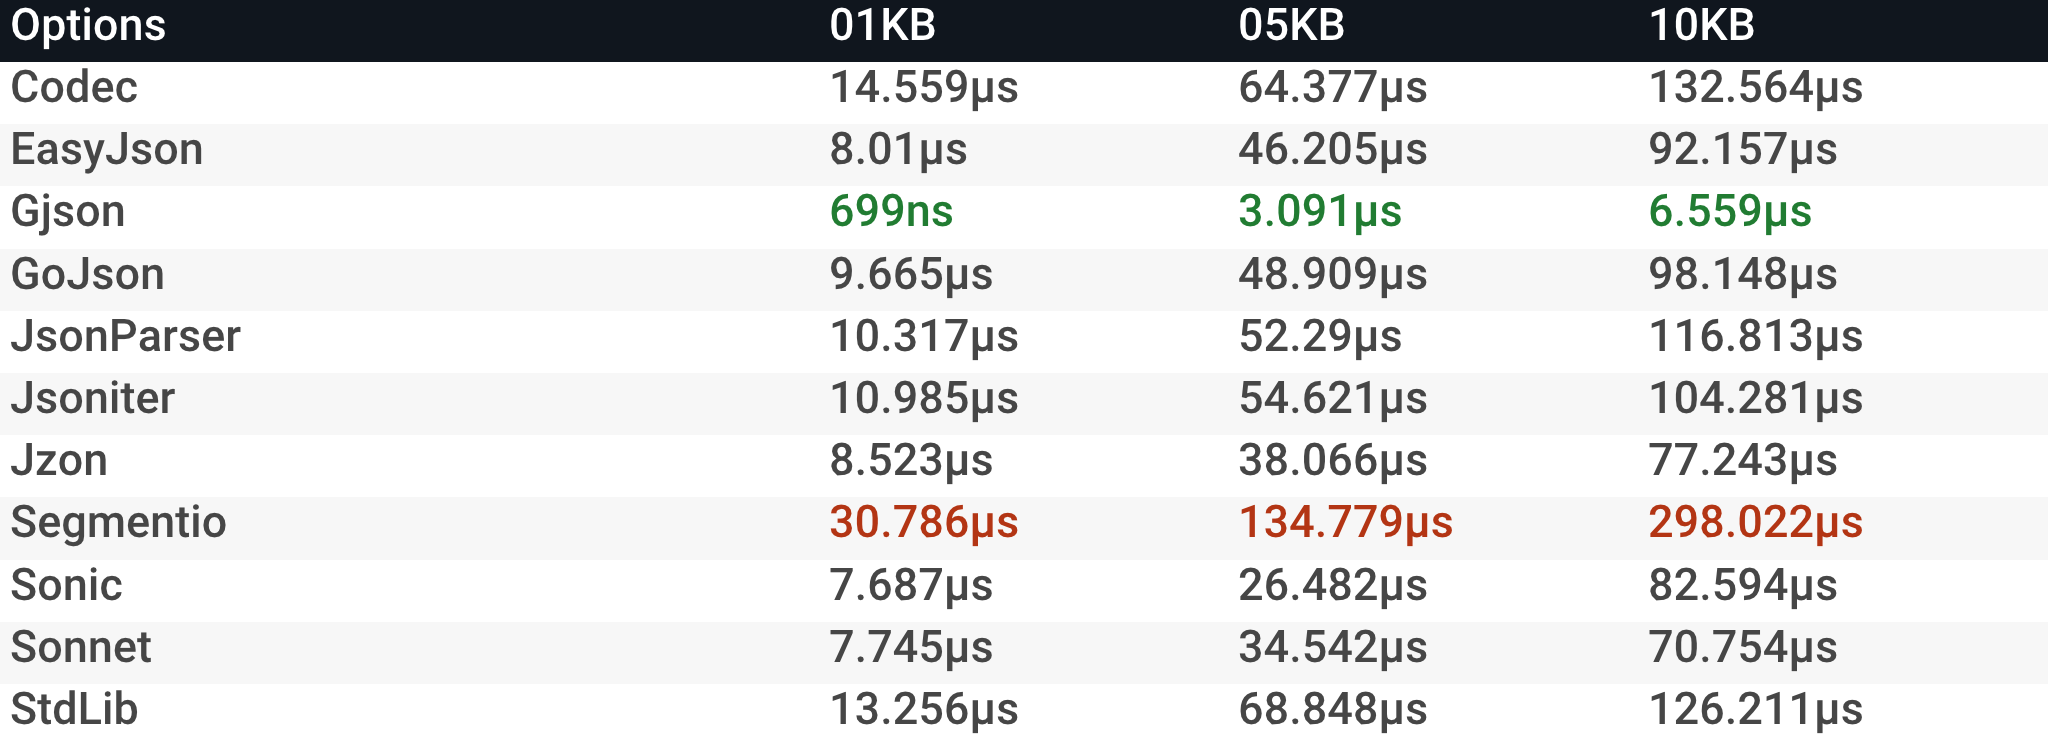 Options 01KB 05KB 10KB
Codec 14.559µs 64.377µs 132.564µs
EasyJson 8.01µs 46.205µs 92.157µs
Gjson 699ns 3.091µs 6.559µs
GoJson 9.665µs 48.909µs 98.148µs
JsonParser 10.317µs 52.29µs 116.813µs
Jsoniter 10.985µs 54.621µs 104.281µs
Jzon 8.523µs 38.066µs 77.243µs
Segmentio 30.786µs 134.779µs 298.022µs
Sonic 7.687µs 26.482µs 82.594µs
Sonnet 7.745µs 34.542µs 70.754µs
StdLib 13.256µs 68.848µs 126.211µs